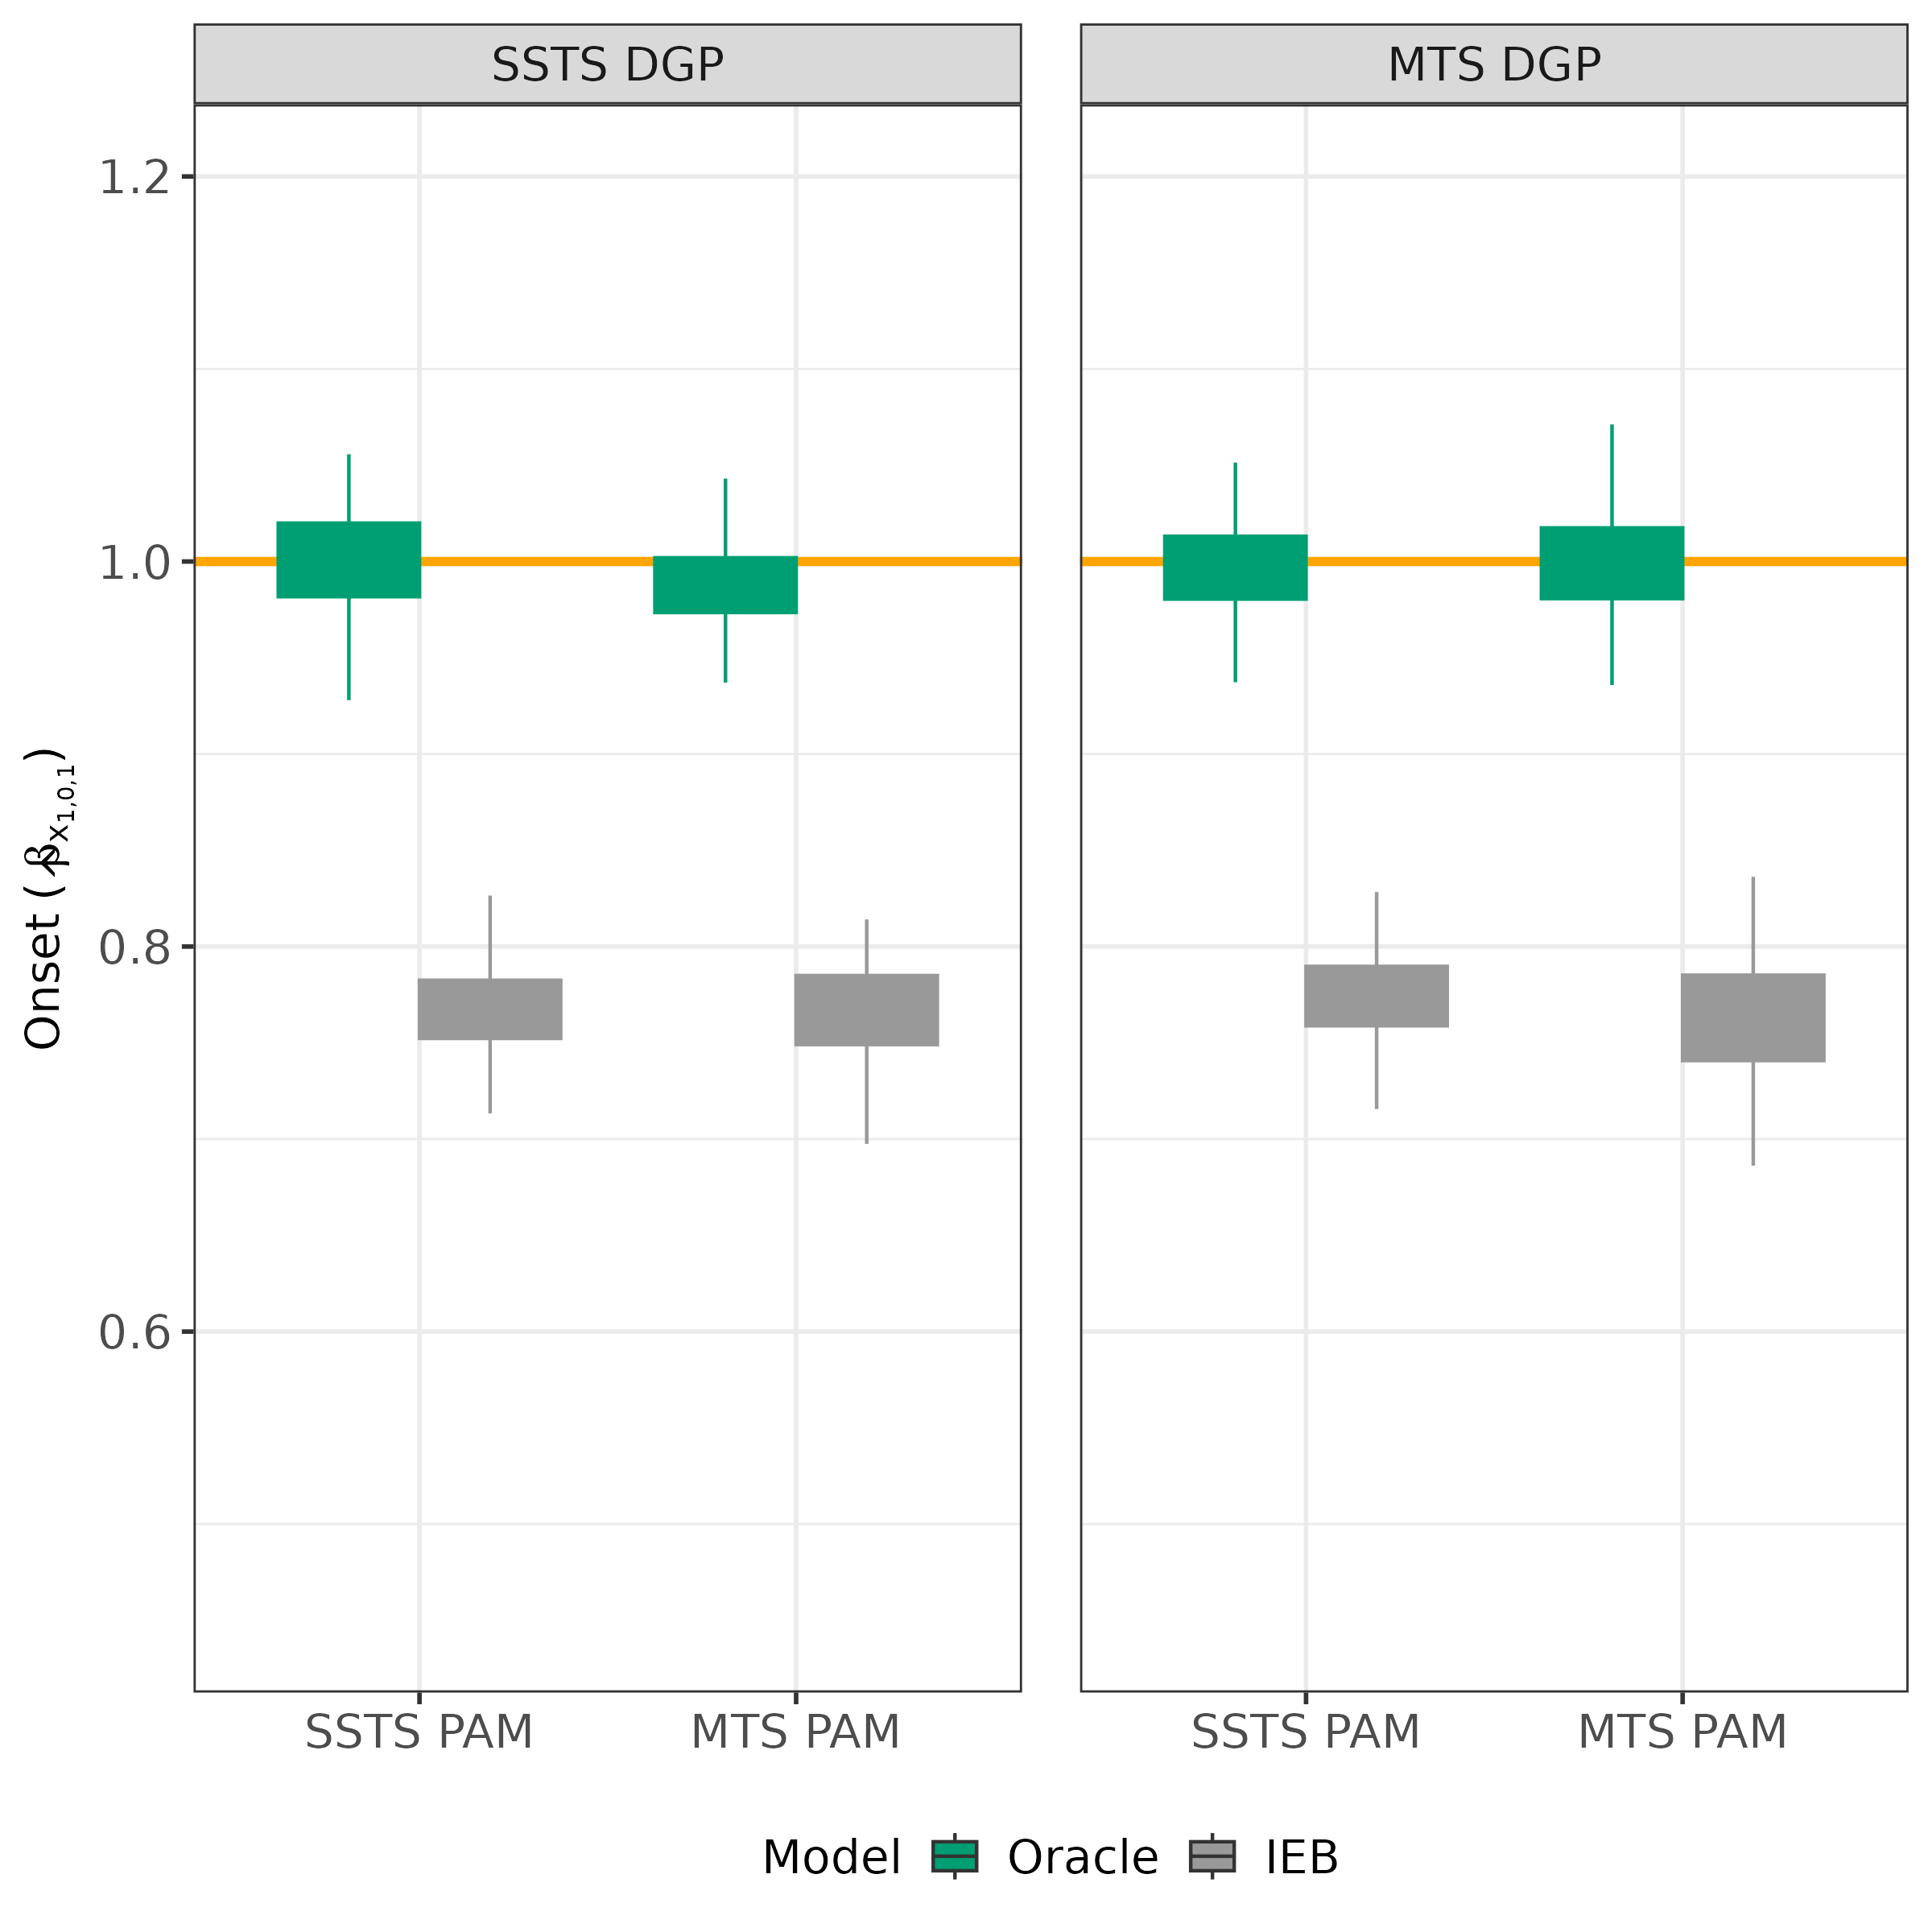 SSTS DGP
MTS DGP
1.2
1.0
0.8
0.6
Onset (β̂x1,0,1)
SSTS PAM
MTS PAM
SSTS PAM
MTS PAM
Model Oracle IEB